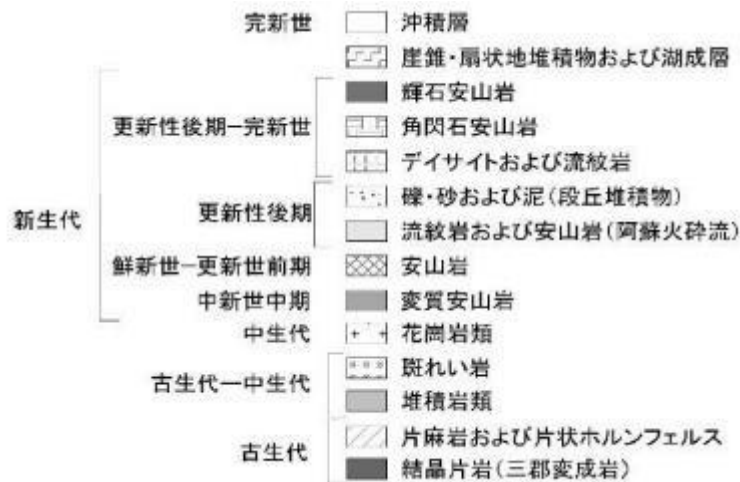 完新世 沖積層
崖錐・扇状地堆積物および湖成層
輝石安山岩
更新性後期－完新世 角閃石安山岩
デイサイトおよび流紋岩
礫・砂および泥(段丘堆積物)
新生代 更新性後期
流紋岩および安山岩(阿蘇火砕流)
鮮新世－更新世前期 安山岩
中新世中期 変質安山岩
中生代 花崗岩類
斑れい岩
古生代－中生代
堆積岩類
片麻岩および片状ホルンフェルス
古生代
結晶片岩(三郡変成岩)